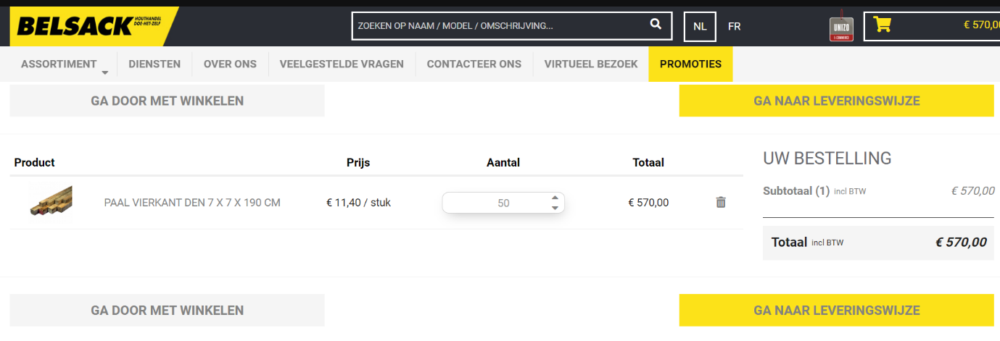 BELSACK HOUTHANDEL
DOE-HET-ZELF
ZOEKEN OP NAAM / MODEL / OMSCHRIJVING...
NL
FR
UNIZO
E-COMMERCE
€ 570,00
ASSORTIMENT
DIENSTEN
OVER ONS
VEELGESTELDE VRAGEN
CONTACTEER ONS
VIRTUEEL BEZOEK
PROMOTIES
GA DOOR MET WINKELEN
GA NAAR LEVERINGSWIJZE
Product Prijs Aantal Totaal
PAAL VIERKANT DEN 7 X 7 X 190 CM € 11,40 / stuk 50 € 570,00
UW BESTELLING
Subtotaal (1) incl BTW € 570,00
Totaal incl BTW € 570,00
GA DOOR MET WINKELEN
GA NAAR LEVERINGSWIJZE